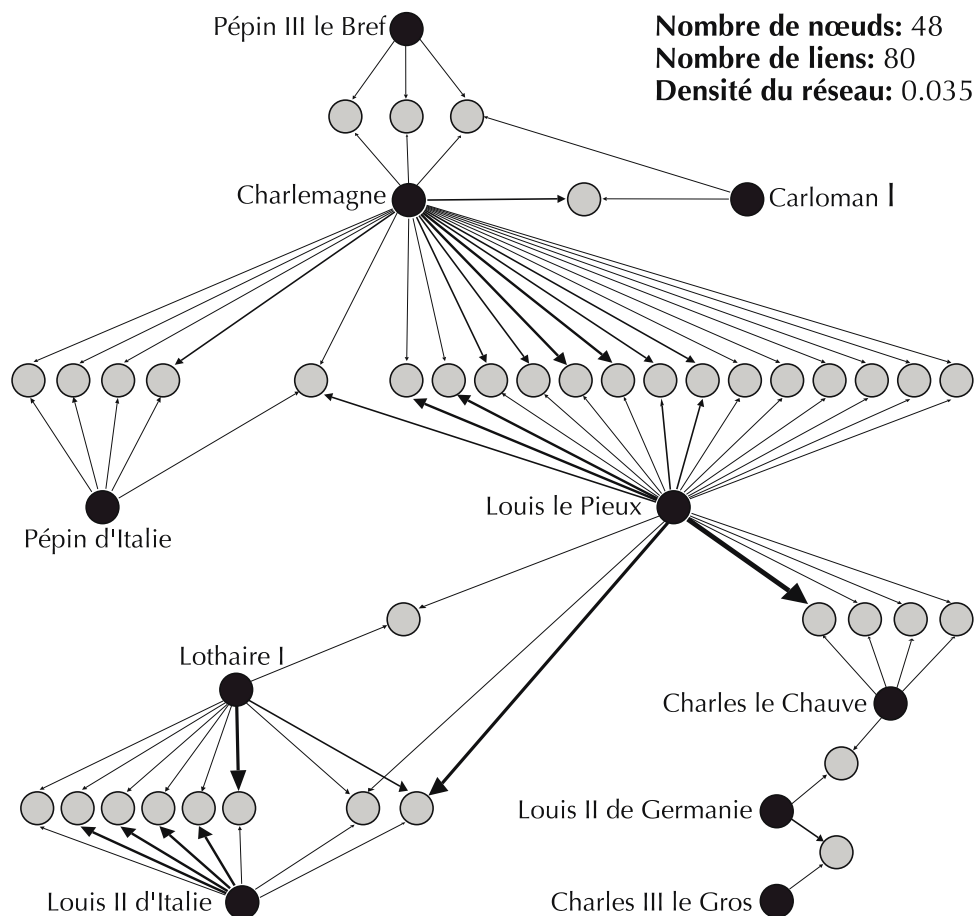 Pépin III le Bref
Nombre de nœuds: 48
Nombre de liens: 80
Densité du réseau: 0.035
Charlemagne
Carloman I
Louis le Pieux
Pépin d'Italie
Lothaire I
Charles le Chauve
Louis II de Germanie
Louis II d'Italie
Charles III le Gros